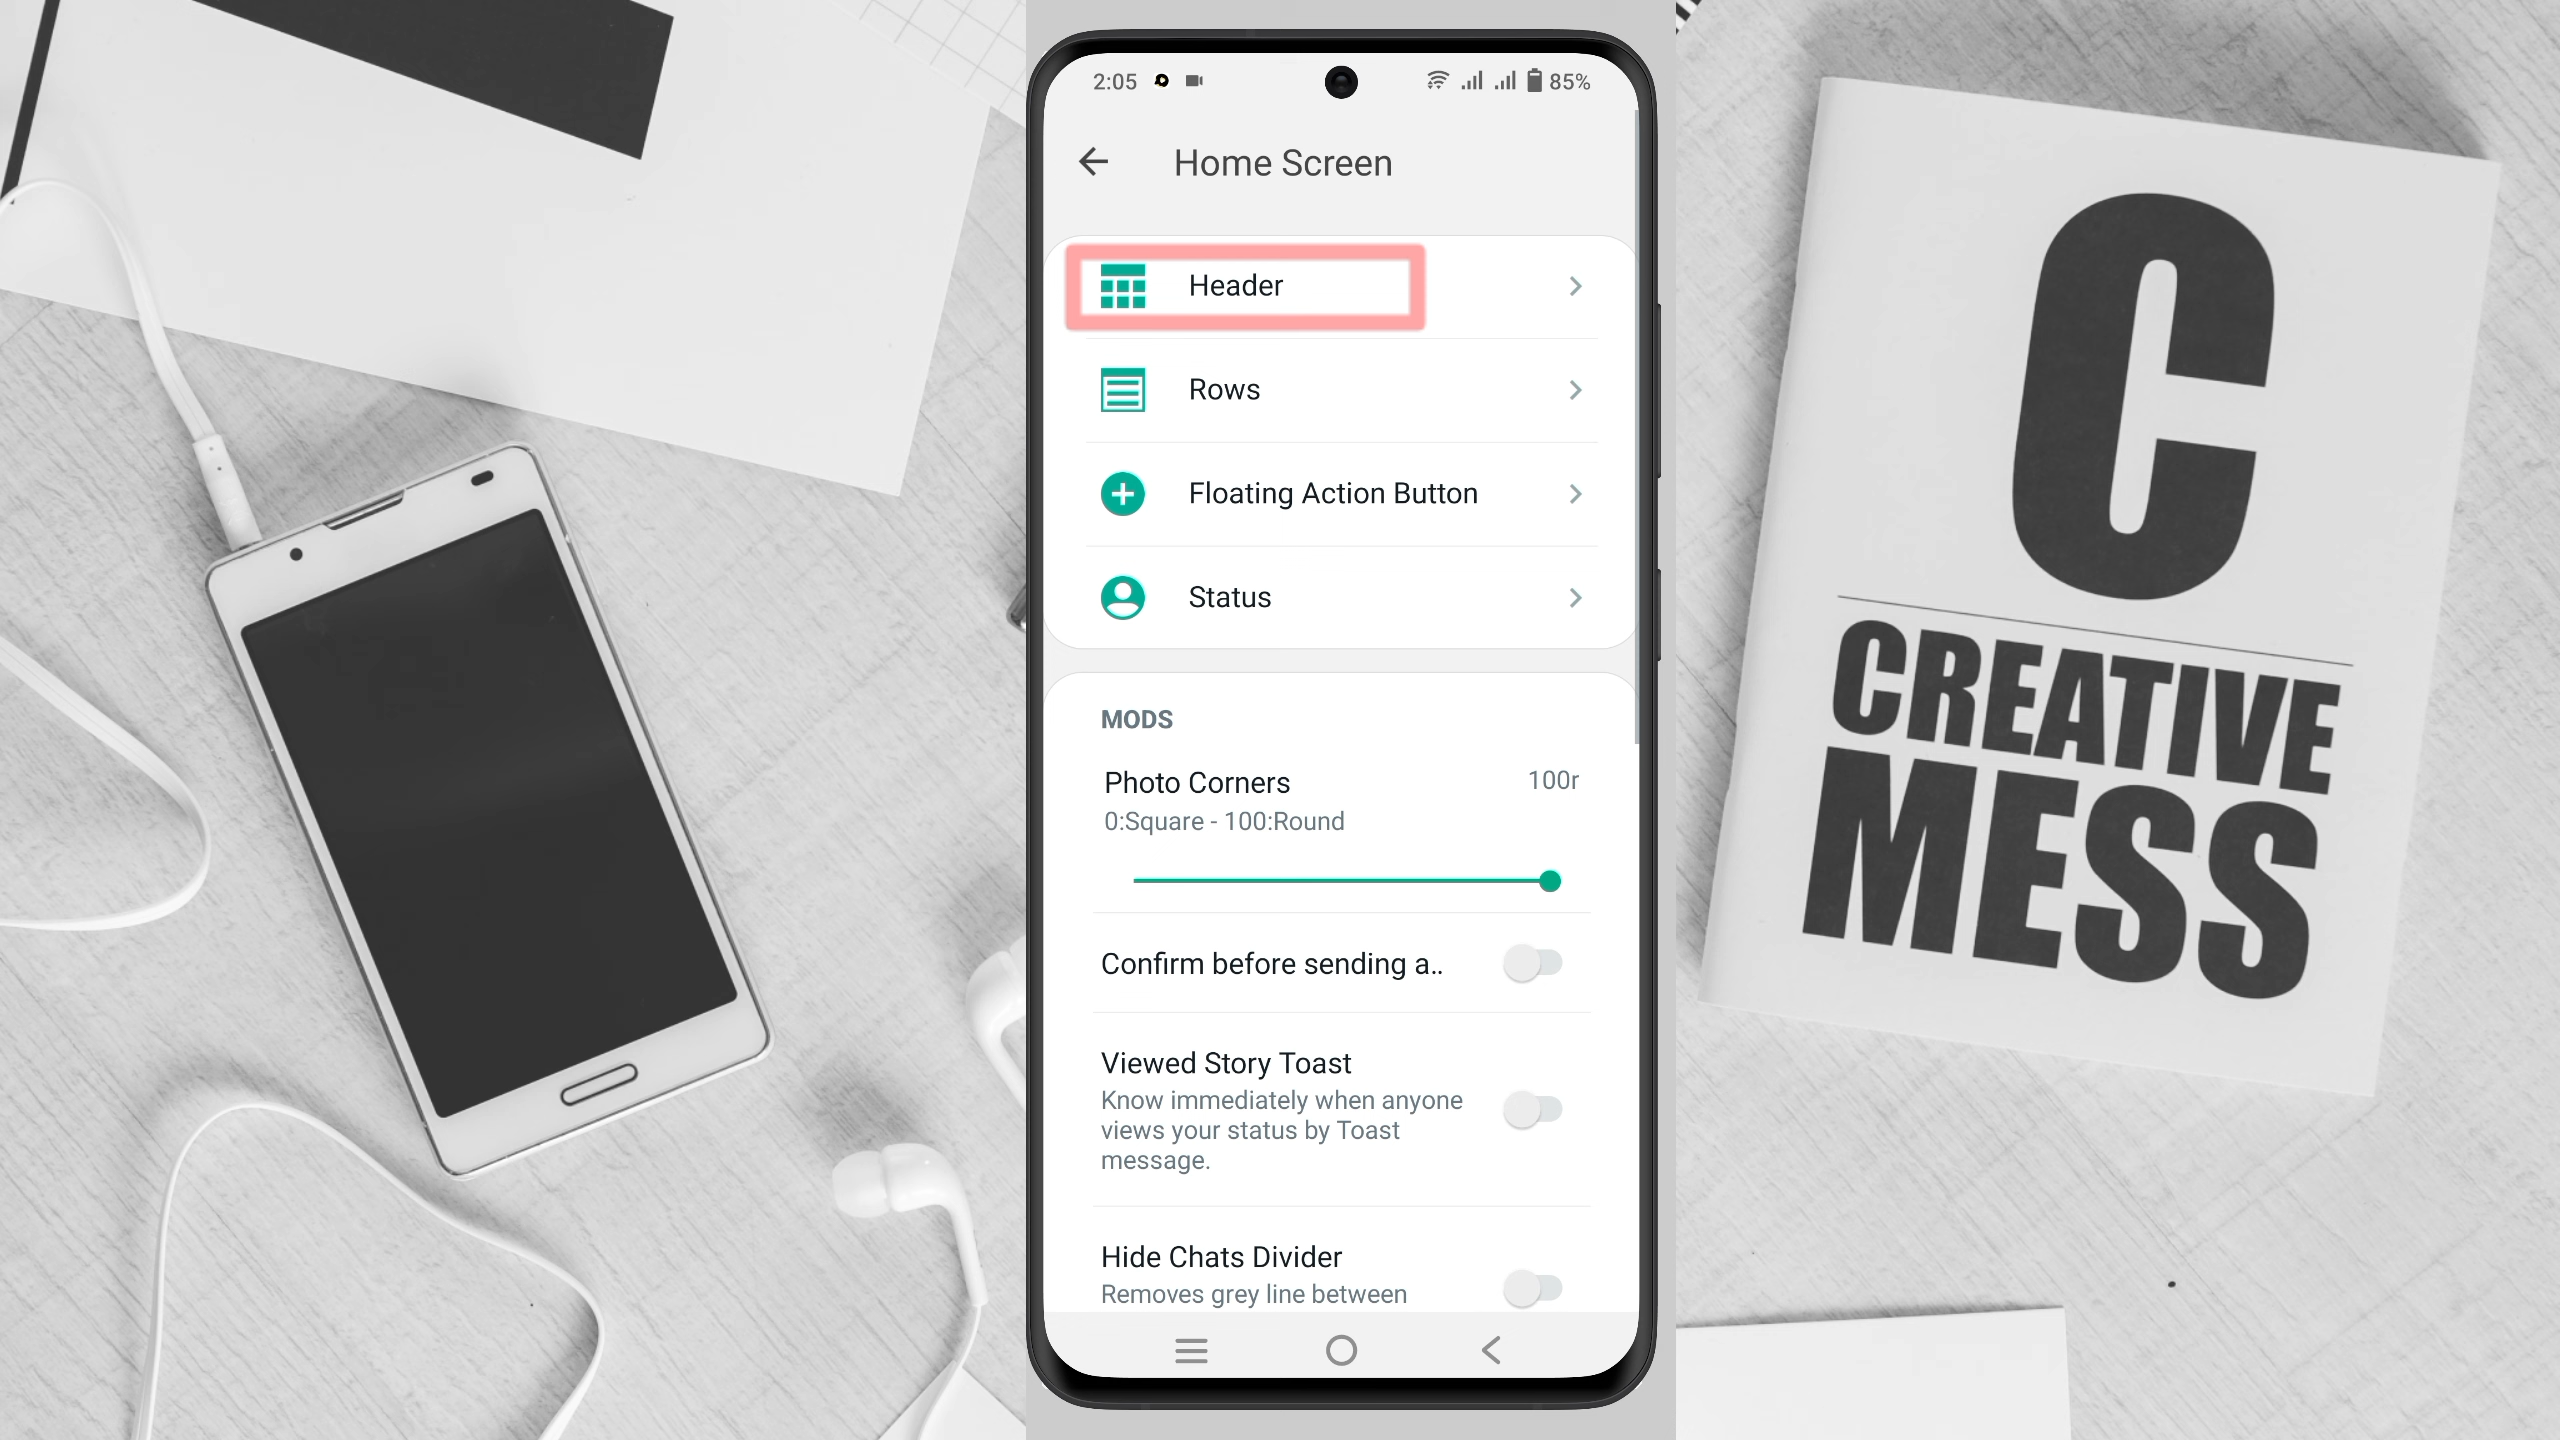 2:05
85%
Home Screen
Header
Rows
Floating Action Button
Status
MODS
Photo Corners
100r
0:Square - 100:Round
Confirm before sending a..
Viewed Story Toast
Know immediately when anyone
views your status by Toast
message.
Hide Chats Divider
Removes grey line between
C
CREATIVE
MESS